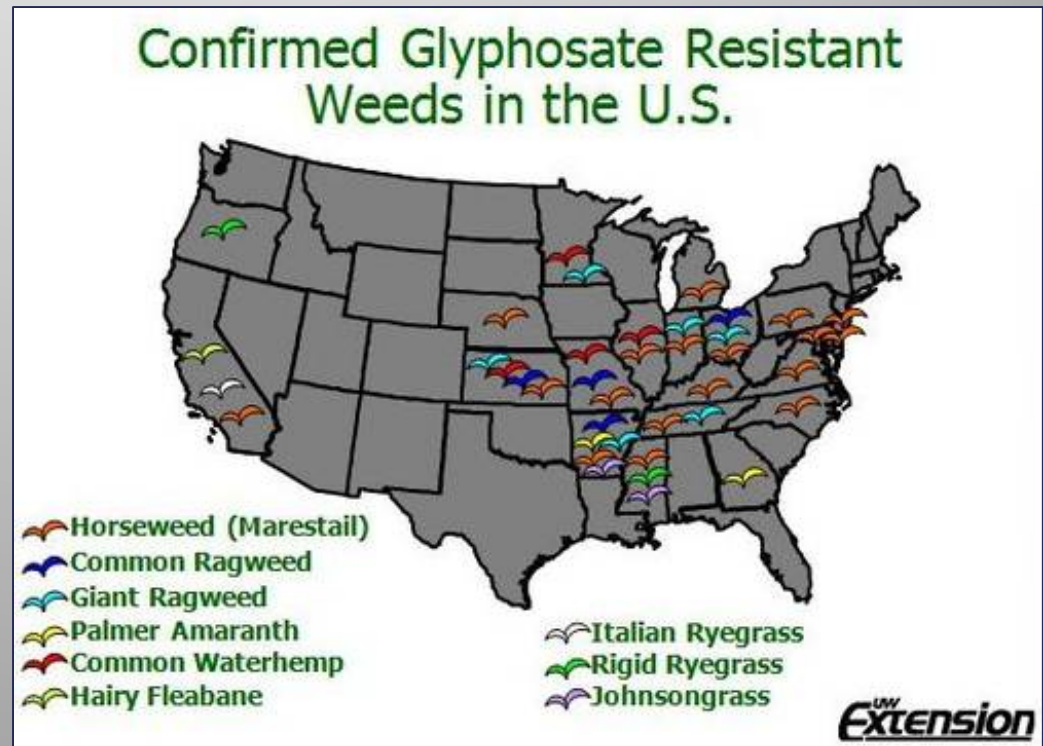 Confirmed Glyphosate Resistant
Weeds in the U.S.
Horseweed (Marestail)
Common Ragweed
Giant Ragweed
Palmer Amaranth
Common Waterhemp
Hairy Fleabane
Italian Ryegrass
Rigid Ryegrass
Johnsongrass
UW
Extension